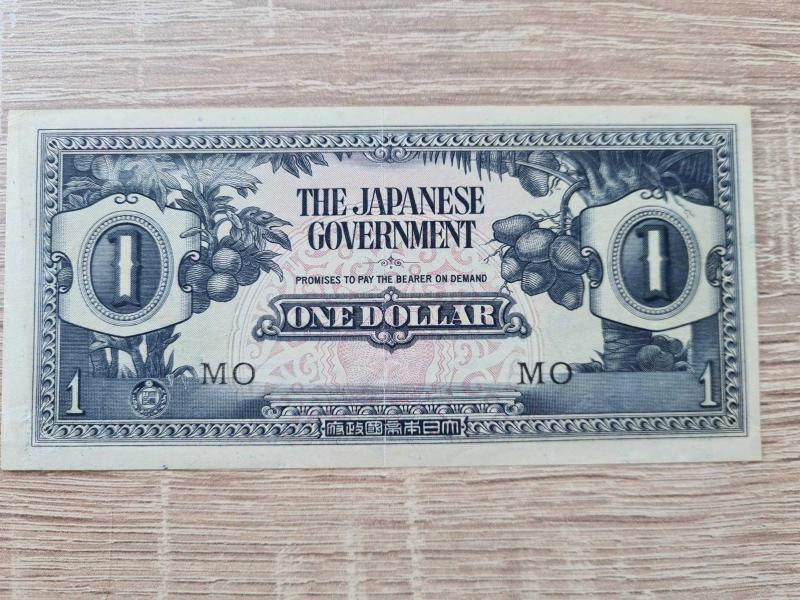 THE JAPANESE
GOVERNMENT
1
1
PROMISES TO PAY THE BEARER ON DEMAND
ONE DOLLAR
MO
MO
1
1
府政國帝本日大